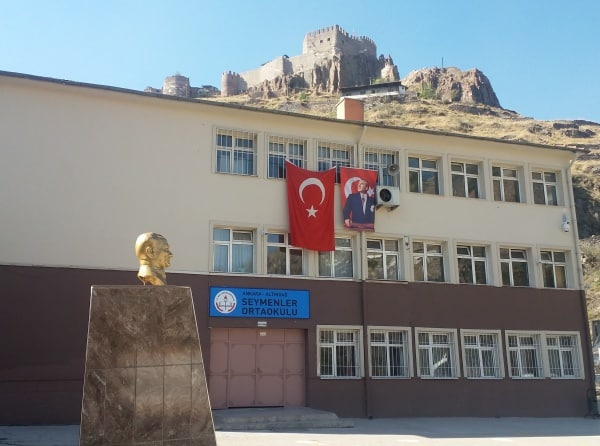 ANKARA - ALTINDAĞ
SEYMENLER
ORTAOKULU